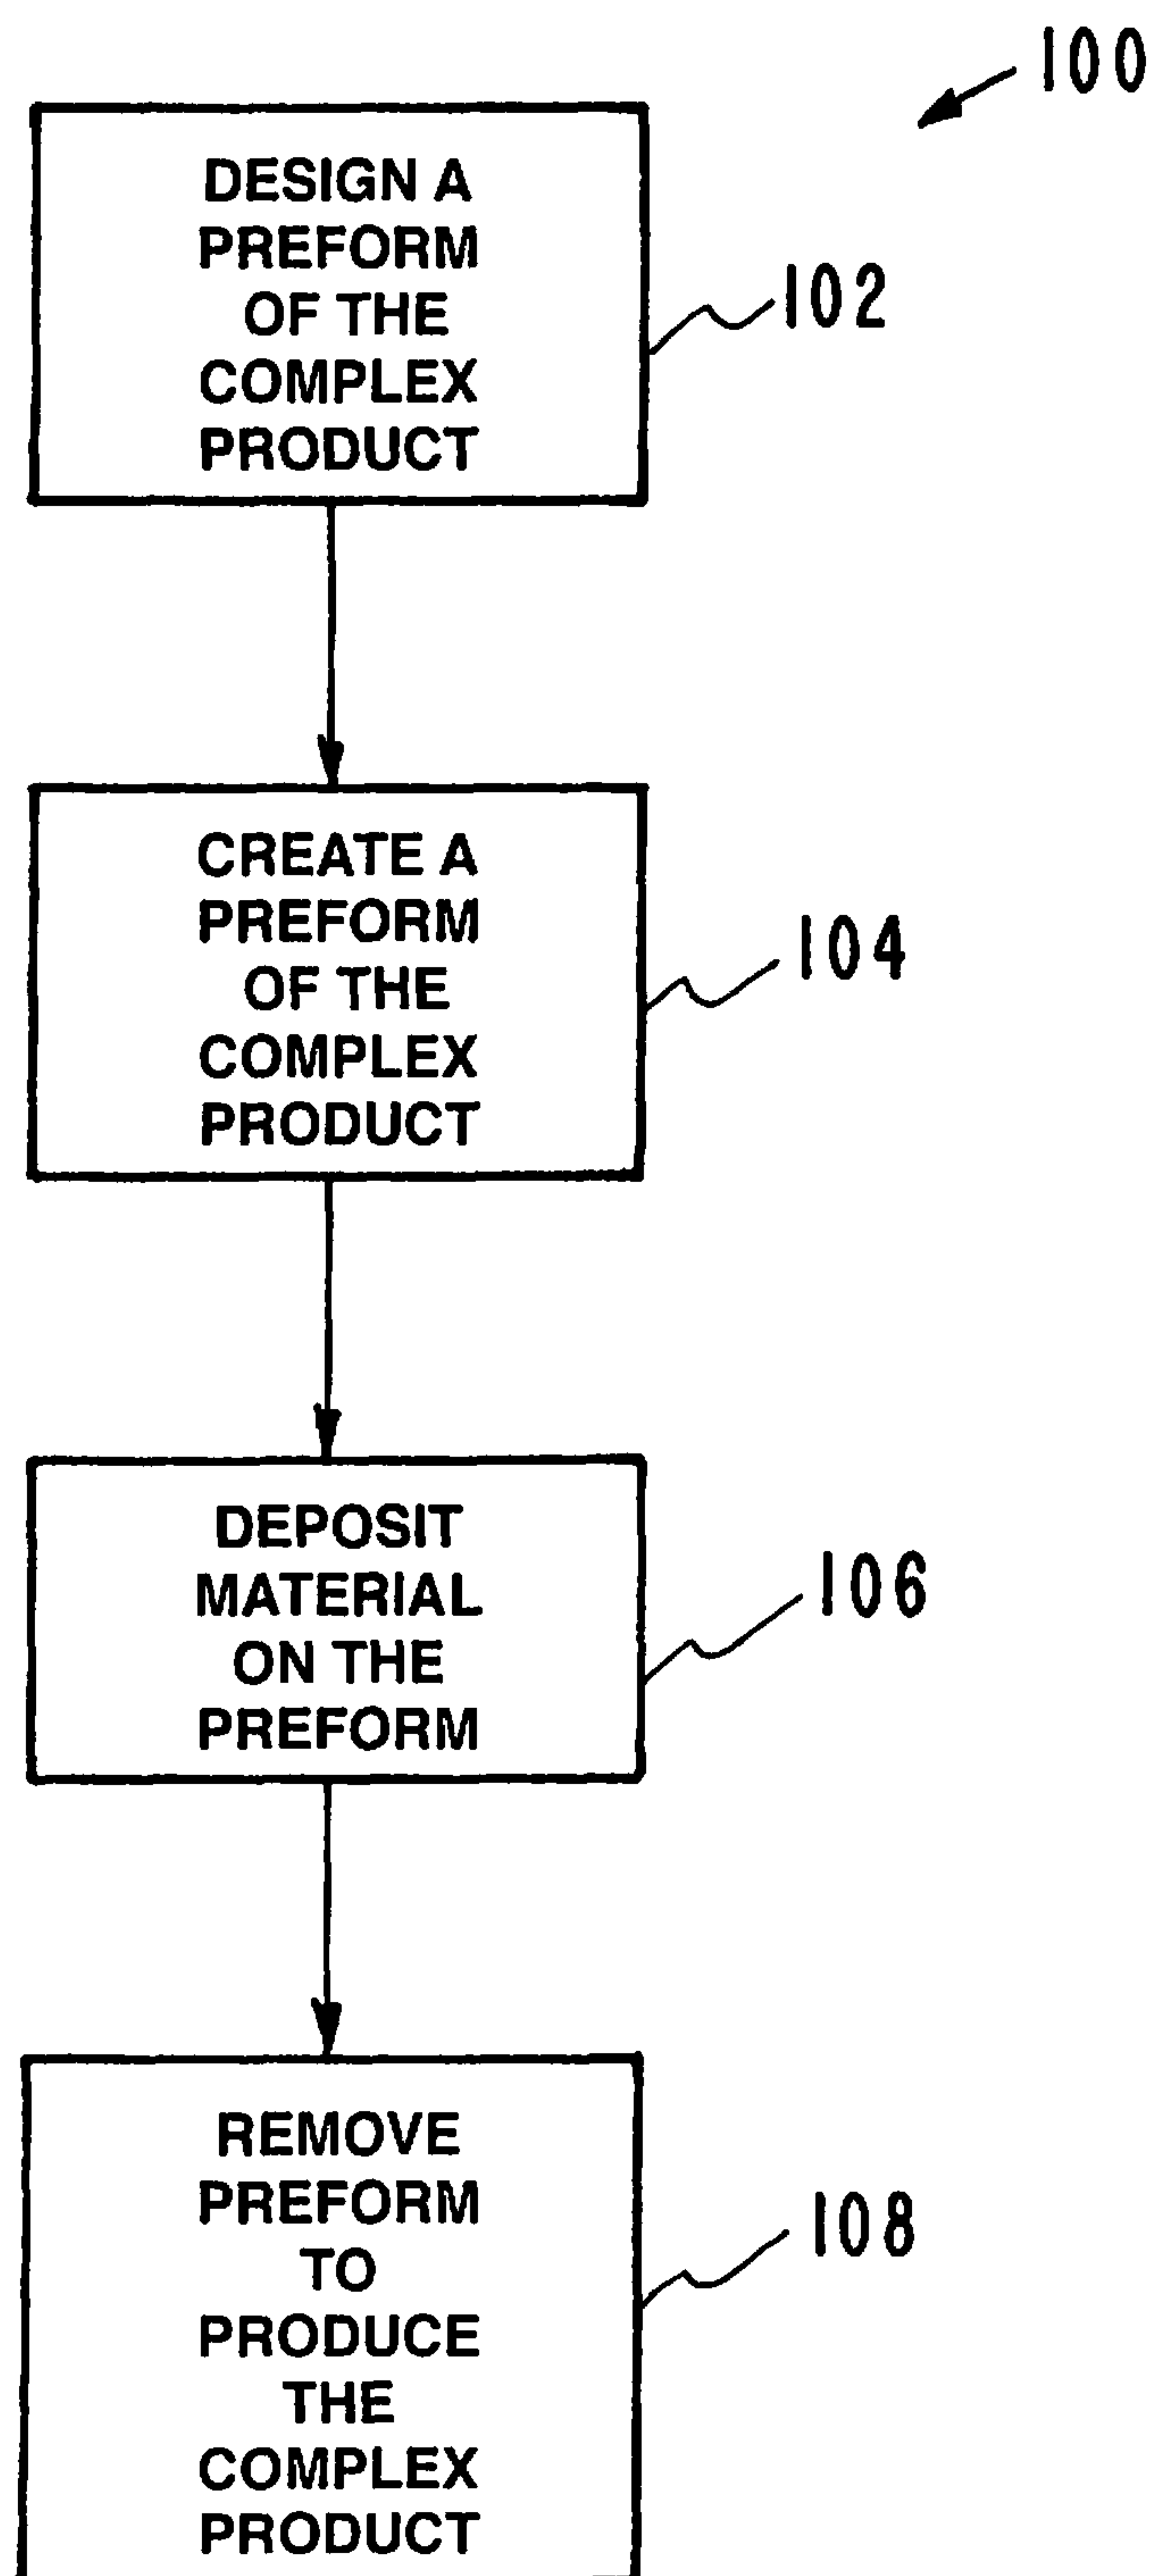 100
DESIGN A
PREFORM
OF THE
COMPLEX
PRODUCT
102
CREATE A
PREFORM
OF THE
COMPLEX
PRODUCT
104
DEPOSIT
MATERIAL
ON THE
PREFORM
106
REMOVE
PREFORM
TO
PRODUCE
THE
COMPLEX
PRODUCT
108